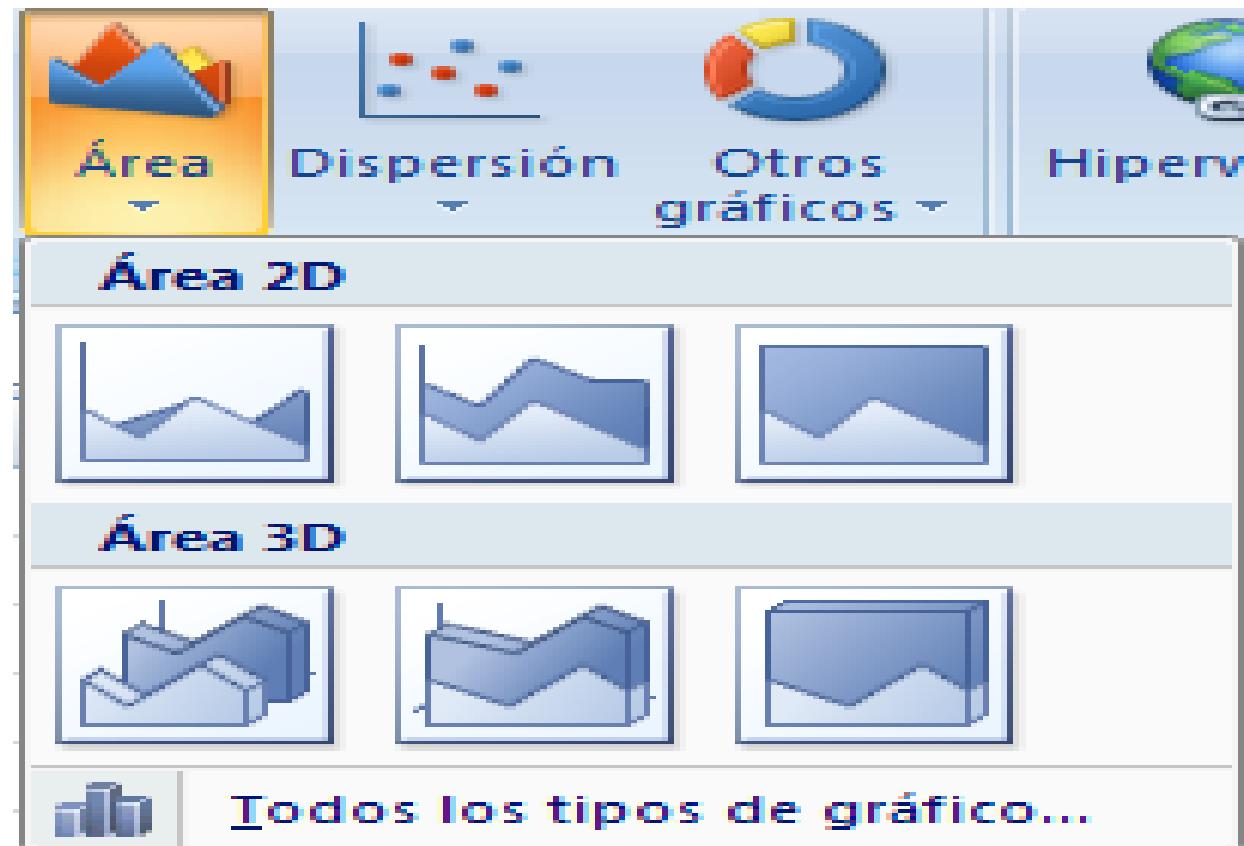 Área Dispersión Otros
gráficos
Área 2D
Área 3D
Todos los tipos de gráfico...